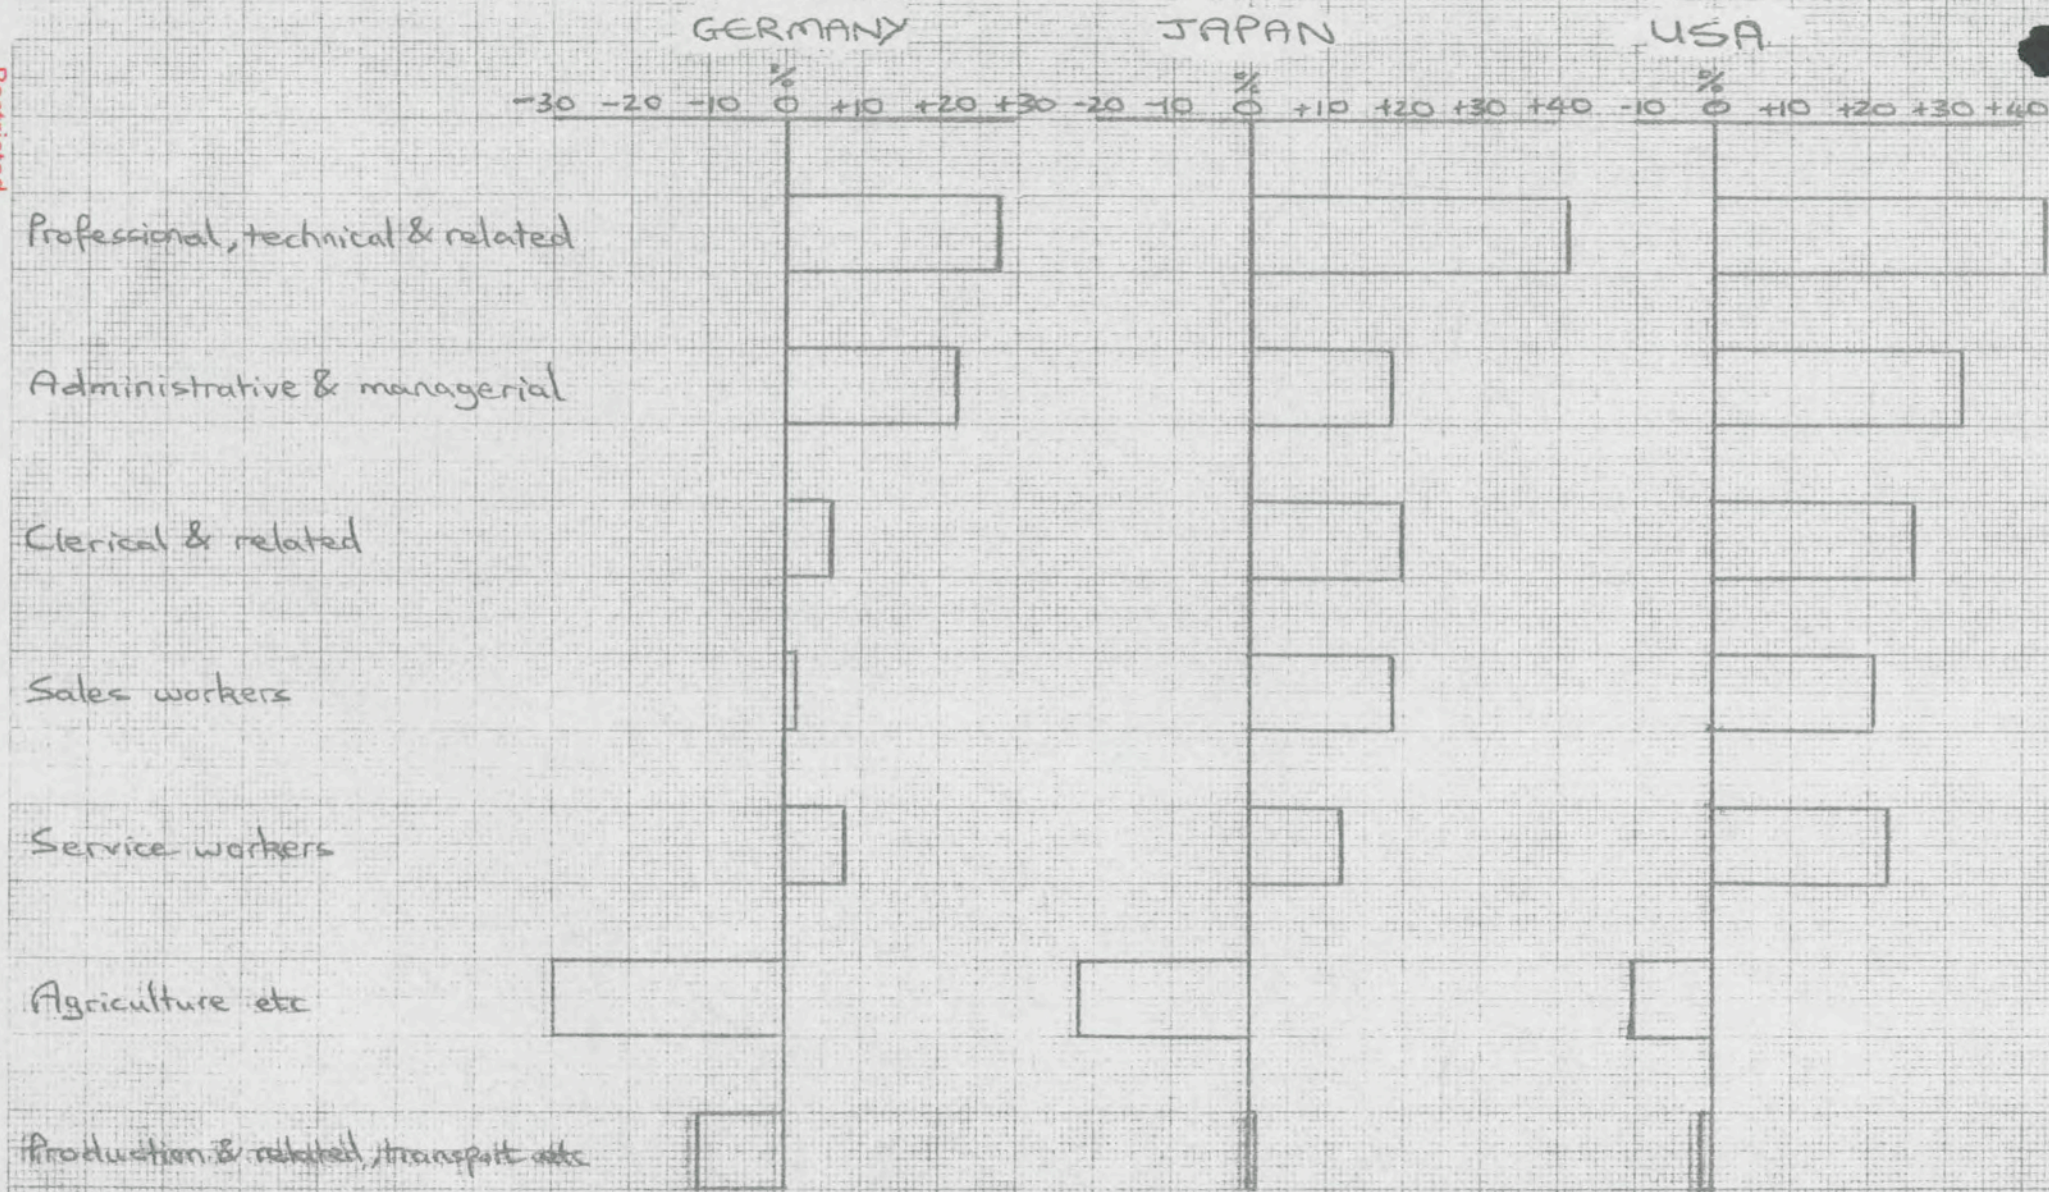 GERMANY JAPAN USA
% % %
-30 -20 -10 0 +10 +20 +30 -20 -10 0 +10 +20 +30 +40 -10 0 +10 +20 +30 +40
Professional, technical & related
Administrative & managerial
Clerical & related
Sales workers
Service workers
Agriculture etc
Production & related, transport etc